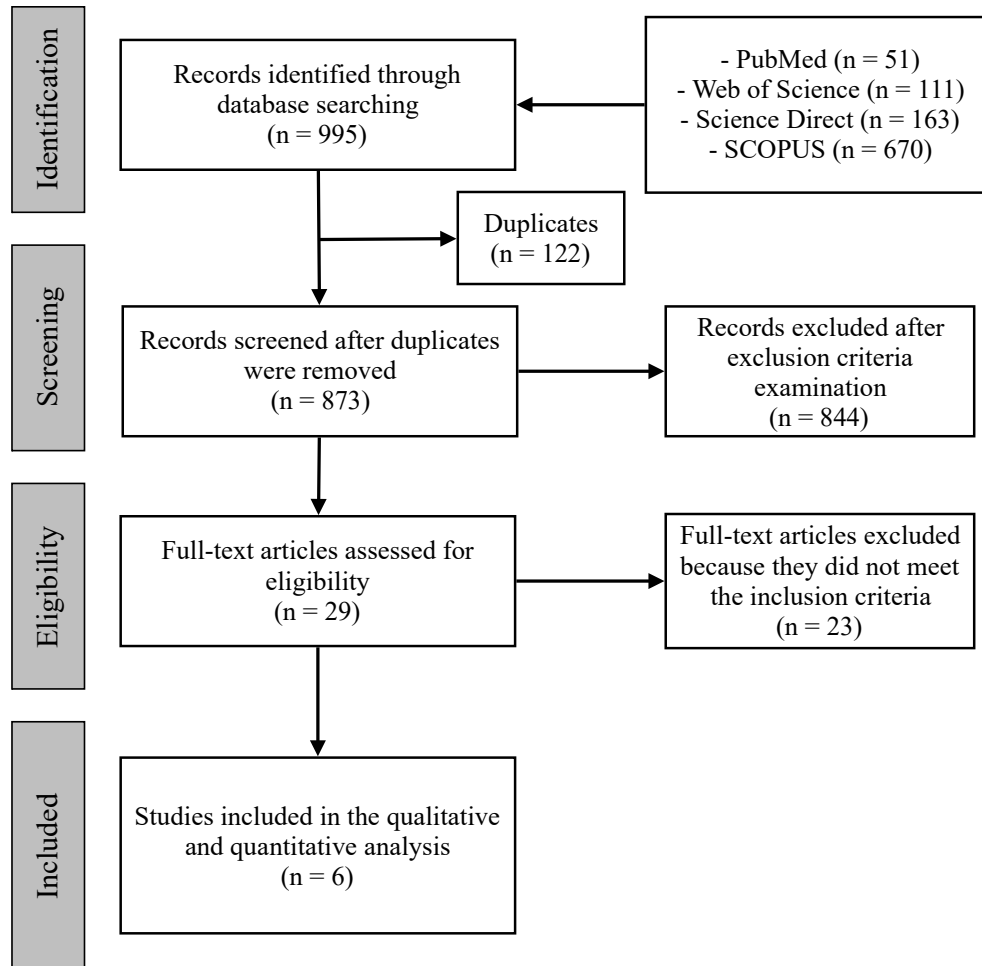 Identification
Records identified through
database searching
(n = 995)
- PubMed (n = 51)
- Web of Science (n = 111)
- Science Direct (n = 163)
- SCOPUS (n = 670)
Duplicates
(n = 122)
Screening
Records screened after duplicates
were removed
(n = 873)
Records excluded after
exclusion criteria
examination
(n = 844)
Eligibility
Full-text articles assessed for
eligibility
(n = 29)
Full-text articles excluded
because they did not meet
the inclusion criteria
(n = 23)
Included
Studies included in the qualitative
and quantitative analysis
(n = 6)